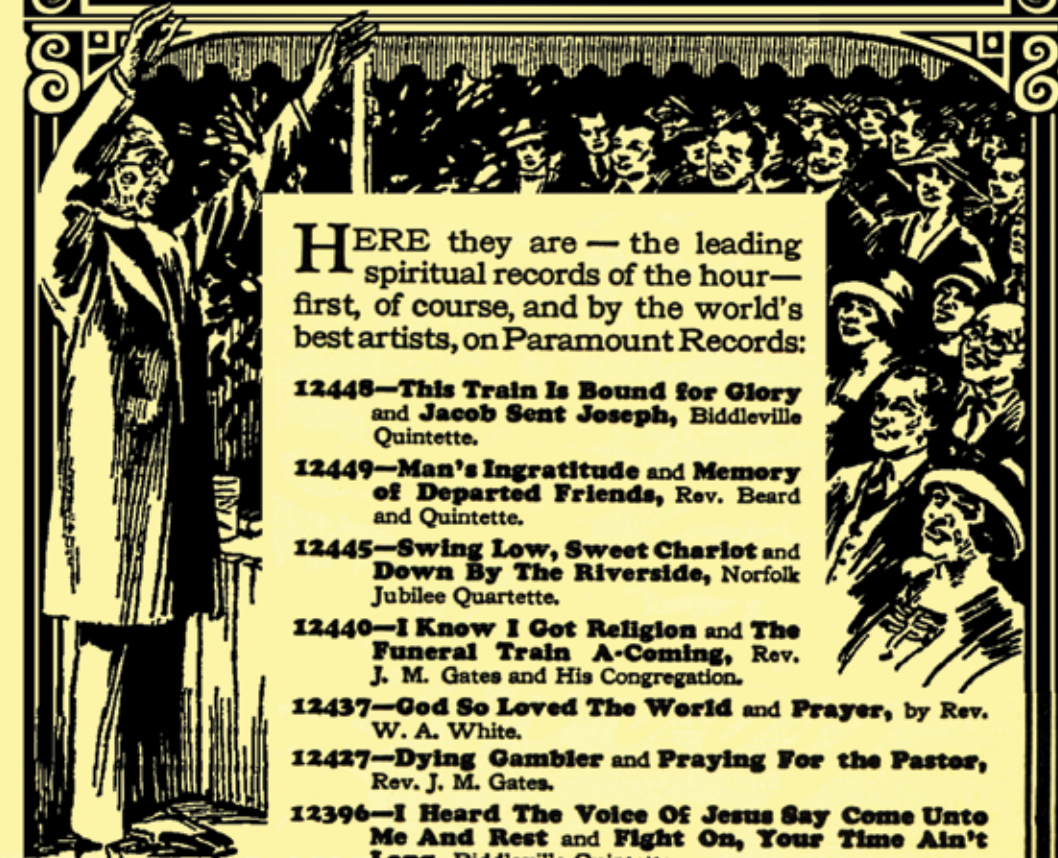 HERE they are — the leading
spiritual records of the hour—
first, of course, and by the world's
best artists, on Paramount Records:
12448—This Train Is Bound for Glory
and Jacob Sent Joseph, Biddleville
Quintette.
12449—Man's Ingratitude and Memory
of Departed Friends, Rev. Beard
and Quintette.
12445—Swing Low, Sweet Chariot and
Down By The Riverside, Norfolk
Jubilee Quartette.
12440—I Know I Got Religion and The
Funeral Train A-Coming, Rev.
J. M. Gates and His Congregation.
12437—God So Loved The World and Prayer, by Rev.
W. A. White.
12427—Dying Gambler and Praying For the Pastor,
Rev. J. M. Gates.
12396—I Heard The Voice Of Jesus Say Come Unto
Me And Rest and Fight On, Your Time Ain't
Long, Biddleville Quintette.